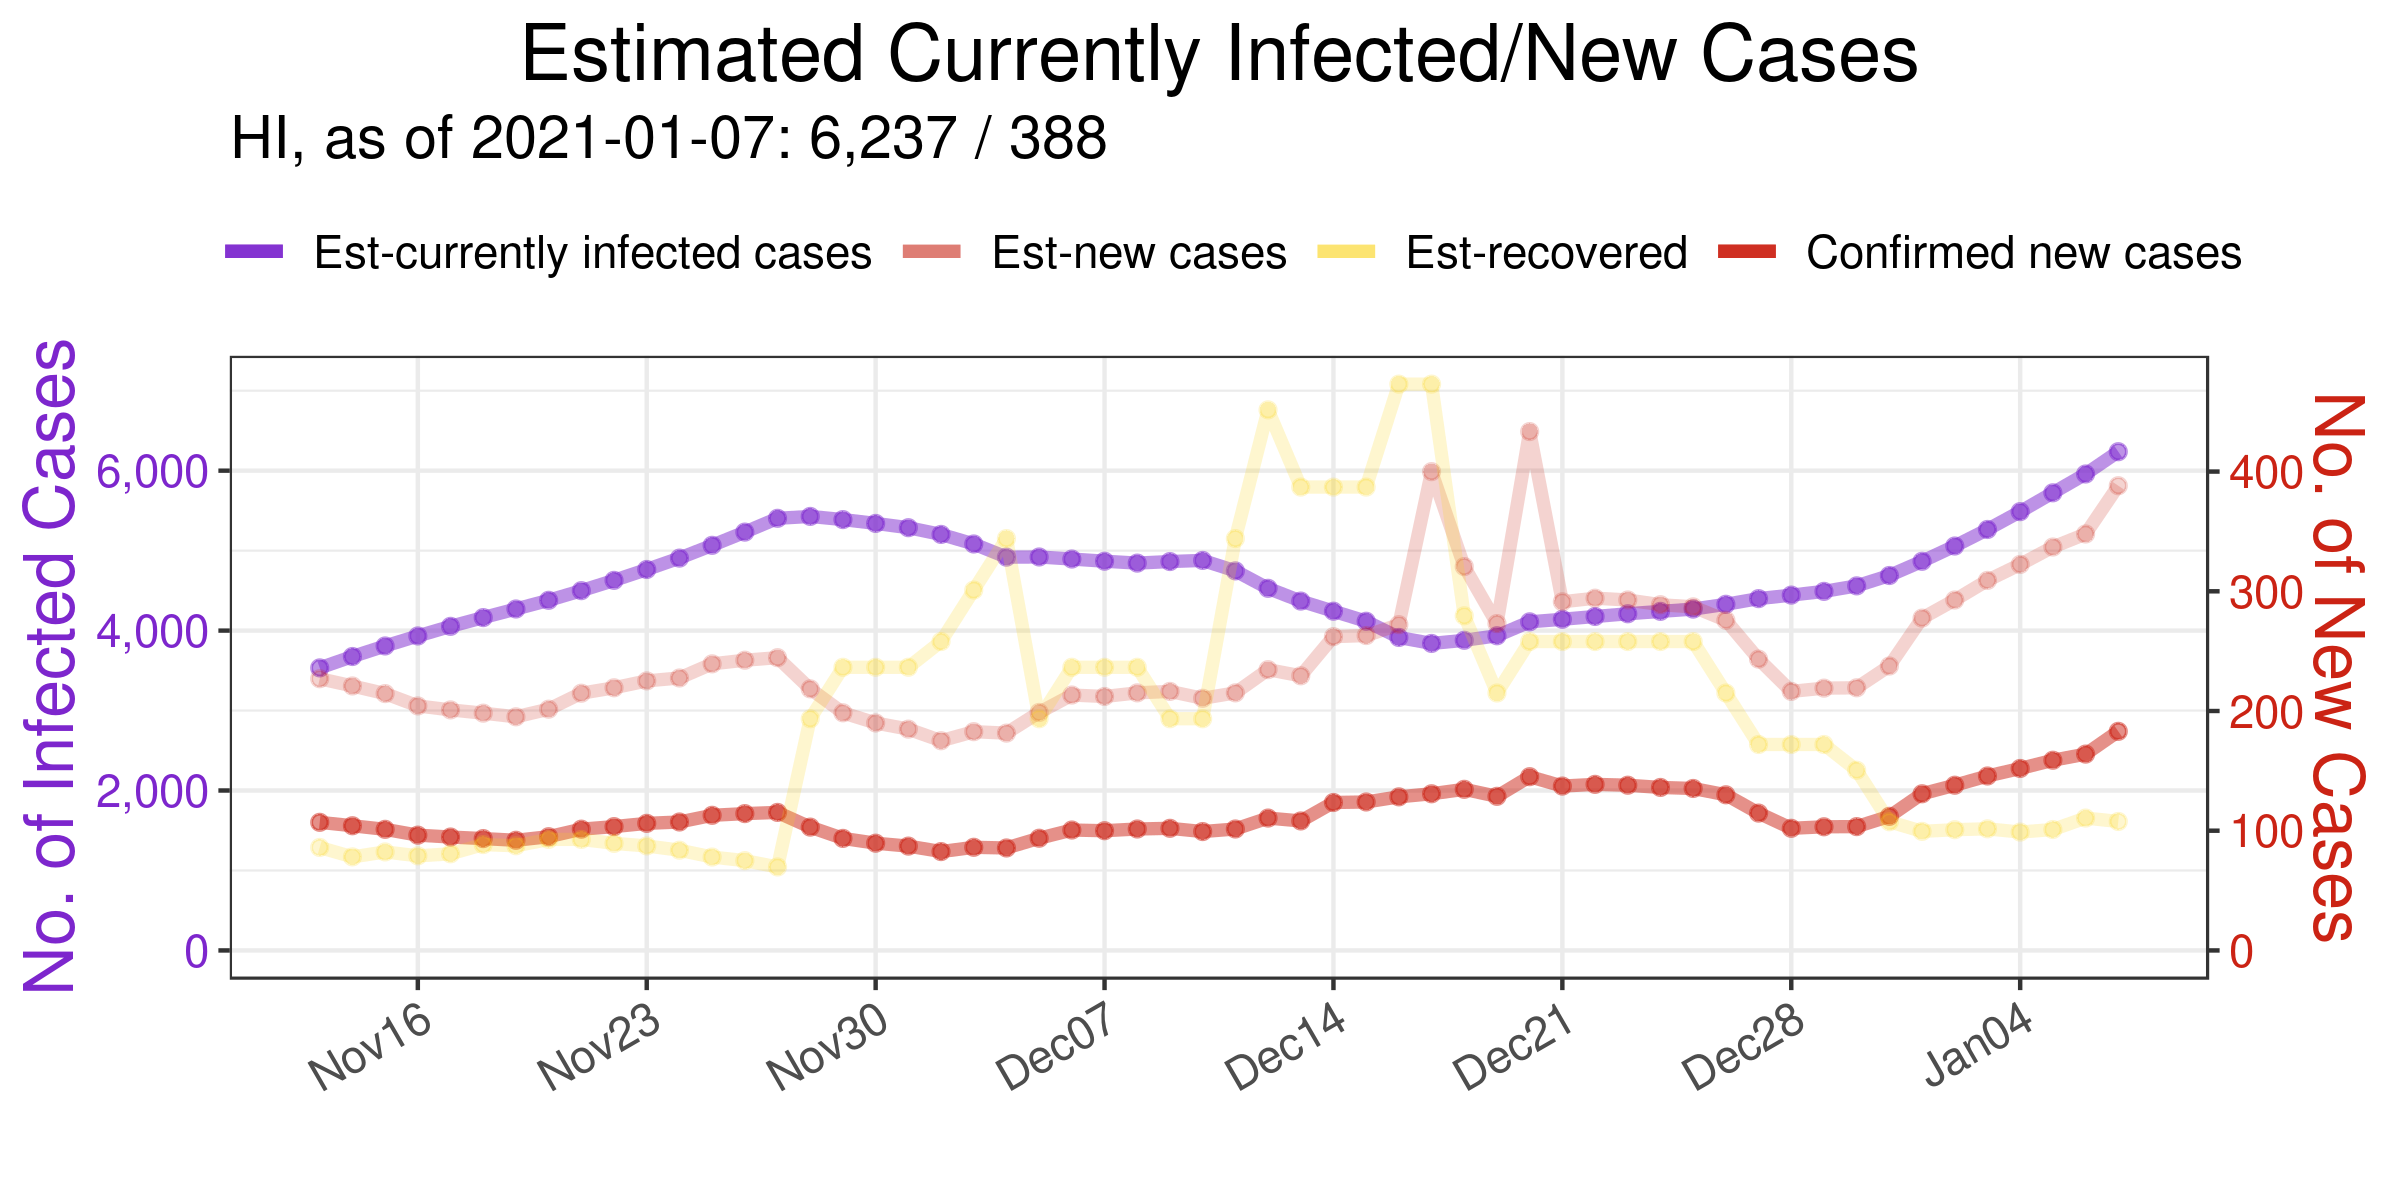 Estimated Currently Infected/New Cases
HI, as of 2021-01-07: 6,237 / 388
Est-currently infected cases Est-new cases Est-recovered Confirmed new cases
No. of Infected Cases
6,000
4,000
2,000
0
400
300
200
100
0
No. of New Cases
Nov16 Nov23 Nov30 Dec07 Dec14 Dec21 Dec28 Jan04